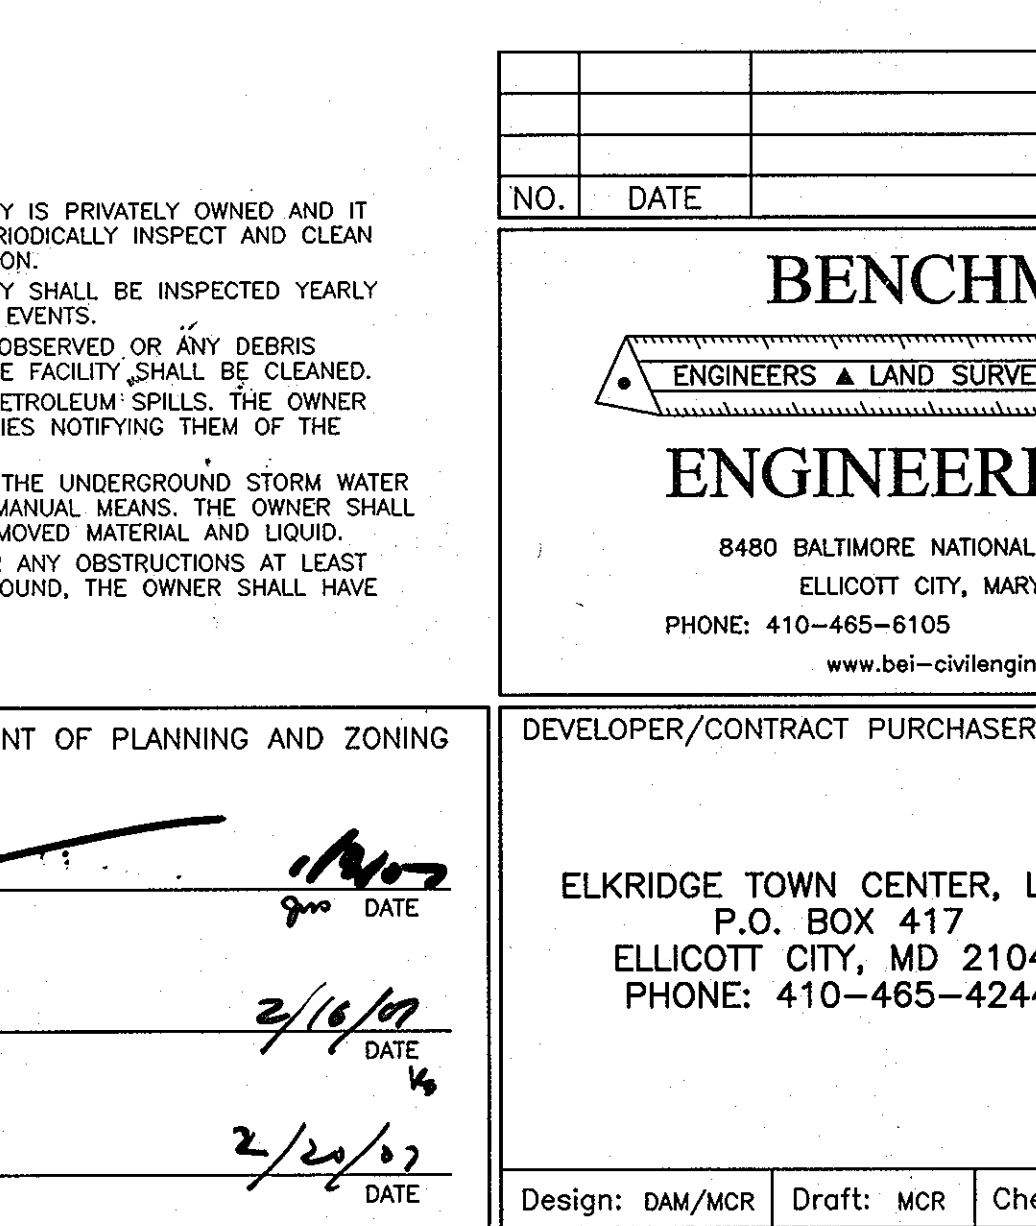 Y IS PRIVATELY OWNED AND IT
RIODICALLY INSPECT AND CLEAN
ON.
Y SHALL BE INSPECTED YEARLY
EVENTS.
OBSERVED OR ANY DEBRIS
E FACILITY SHALL BE CLEANED.
ETROLEUM SPILLS. THE OWNER
IES NOTIFYING THEM OF THE
THE UNDERGROUND STORM WATER
MANUAL MEANS. THE OWNER SHALL
MOVED MATERIAL AND LIQUID.
ANY OBSTRUCTIONS AT LEAST
OUND, THE OWNER SHALL HAVE
NO. DATE
BENCHM
ENGINEERS ▲ LAND SURVE
ENGINEERI
8480 BALTIMORE NATIONAL
ELLICOTT CITY, MARY
PHONE: 410-465-6105
www.bei-civilengin
NT OF PLANNING AND ZONING
DATE
2/16/07
DATE
2/20/07
DATE
DEVELOPER/CONTRACT PURCHASER
ELKRIDGE TOWN CENTER, L
P.O. BOX 417
ELLICOTT CITY, MD 2104
PHONE: 410-465-4244
Design: DAM/MCR Draft: MCR Che